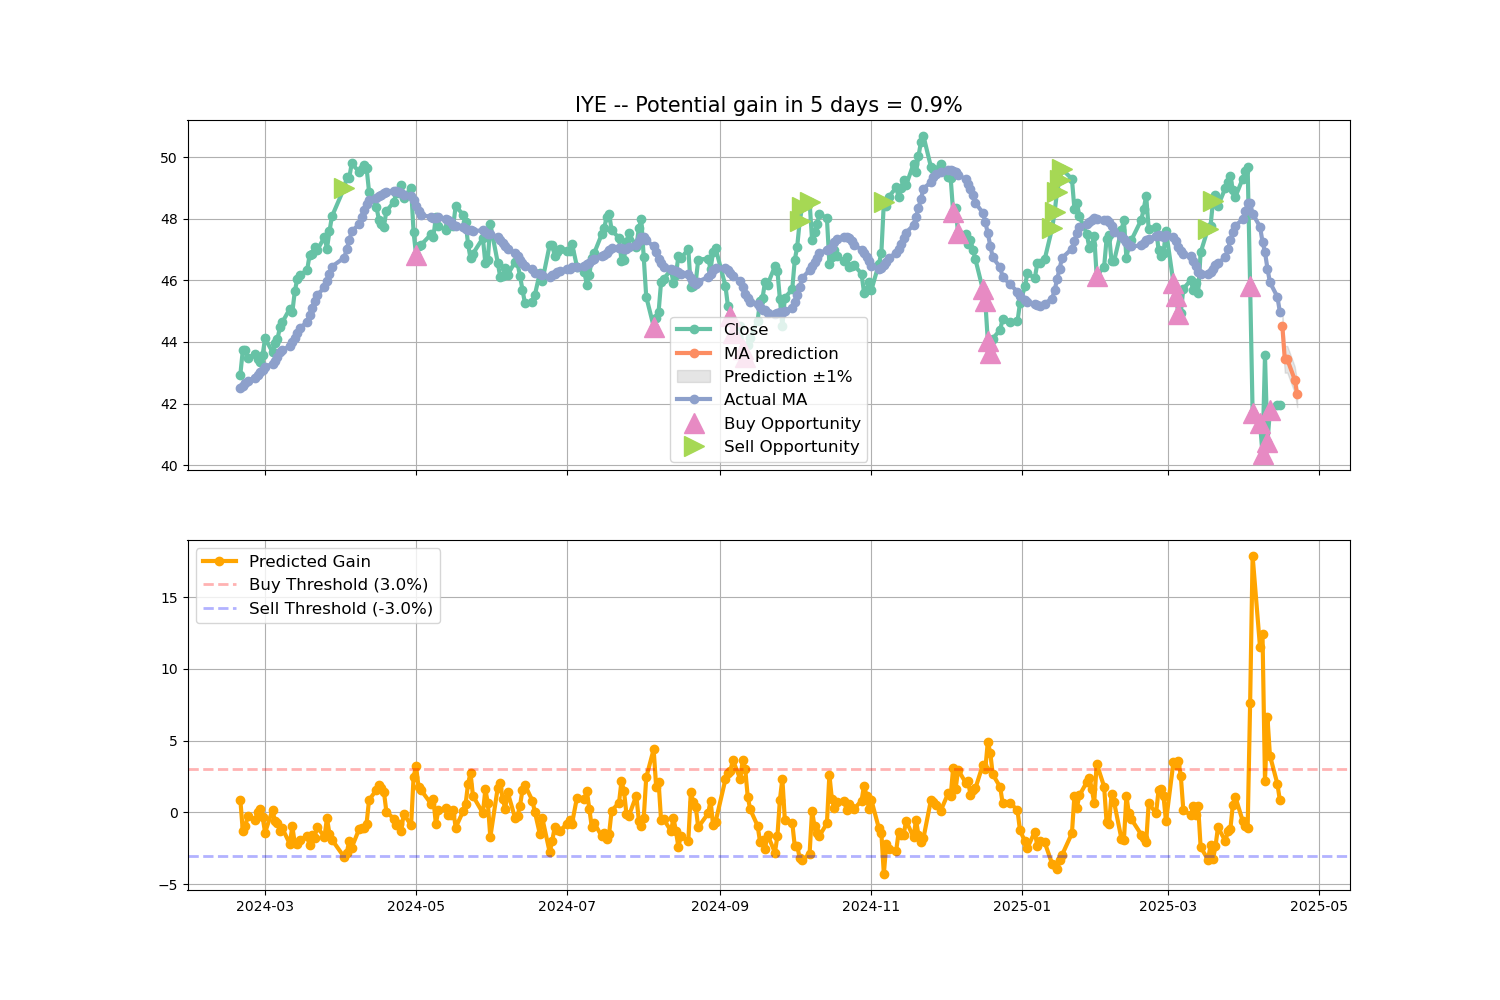 IYE -- Potential gain in 5 days = 0.9%
50
48
46
44
42
40
Close
MA prediction
Prediction ±1%
Actual MA
Buy Opportunity
Sell Opportunity
Predicted Gain
Buy Threshold (3.0%)
Sell Threshold (-3.0%)
15
10
5
0
−5
2024-03
2024-05
2024-07
2024-09
2024-11
2025-01
2025-03
2025-05